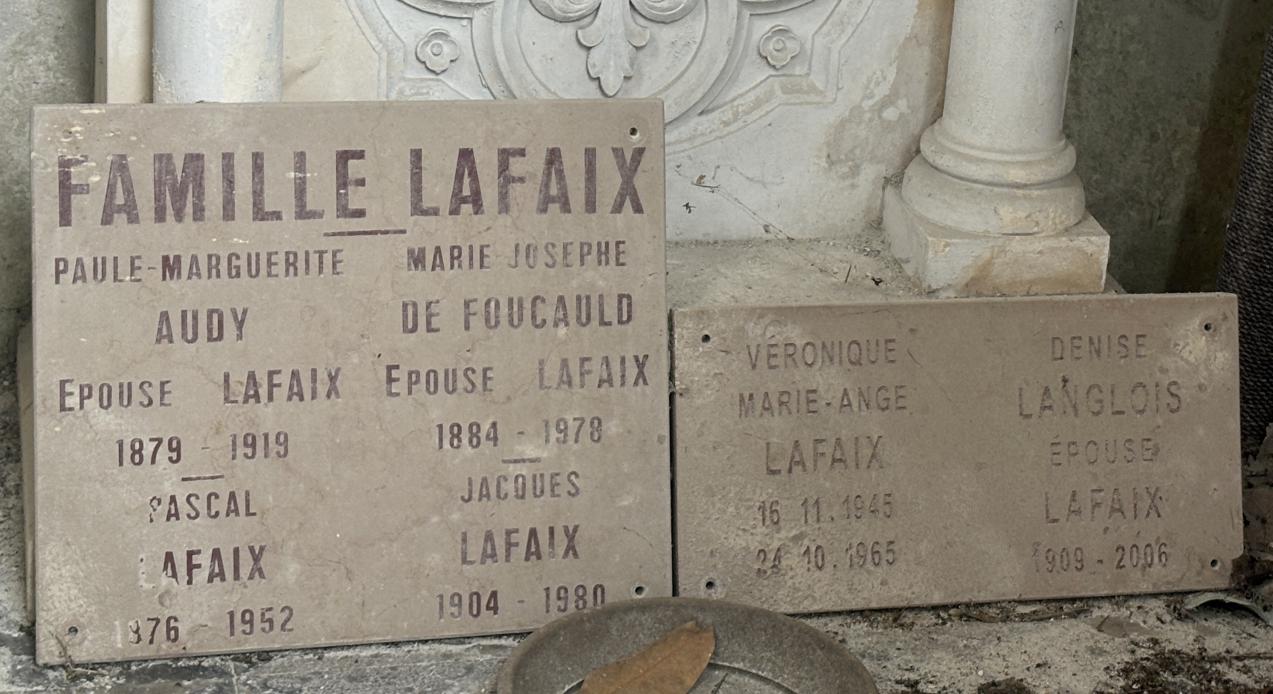 FAMILLE LAFAIX
PAULE-MARGUERITE
AUDY
EPOUSE LAFAIX
1879 - 1919
PASCAL
LAFAIX
1876 1952
MARIE JOSEPHE
DE FOUCAULD
EPOUSE LAFAIX
1884 - 1978
JACQUES
LAFAIX
1904 - 1980
VÉRONIQUE
MARIE-ANGE
LAFAIX
16 11.1945
24 10.1965
DENISE
LANGLOIS
ÉPOUSE
LAFAIX
1909 - 2006